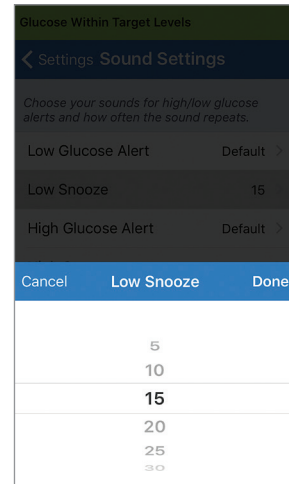 Glucose Within Target Levels
Settings Sound Settings
Choose your sounds for high/low glucose
alerts and how often the sound repeats.
Low Glucose Alert Default
Low Snooze 15
High Glucose Alert Default
Cancel Low Snooze Done
5
10
15
20
25
30